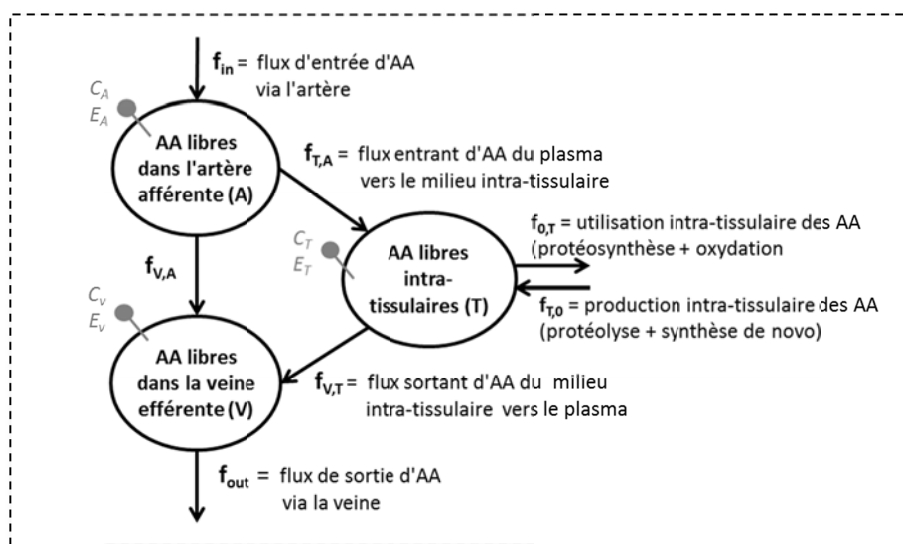 f_in = flux d'entrée d'AA
via l'artère
C_A
E_A
AA libres
dans l'artère
afférente (A)
f_T,A = flux entrant d'AA du plasma
vers le milieu intra-tissulaire
f_0,T = utilisation intra-tissulaire des AA
(protéosynthèse + oxydation
C_T
E_T
AA libres
intra-
tissulaires (T)
f_V,A
f_T,0 = production intra-tissulaire des AA
(protéolyse + synthèse de novo)
C_v
E_v
AA libres
dans la veine
efférente (V)
f_V,T = flux sortant d'AA du milieu
intra-tissulaire vers le plasma
f_out = flux de sortie d'AA
via la veine